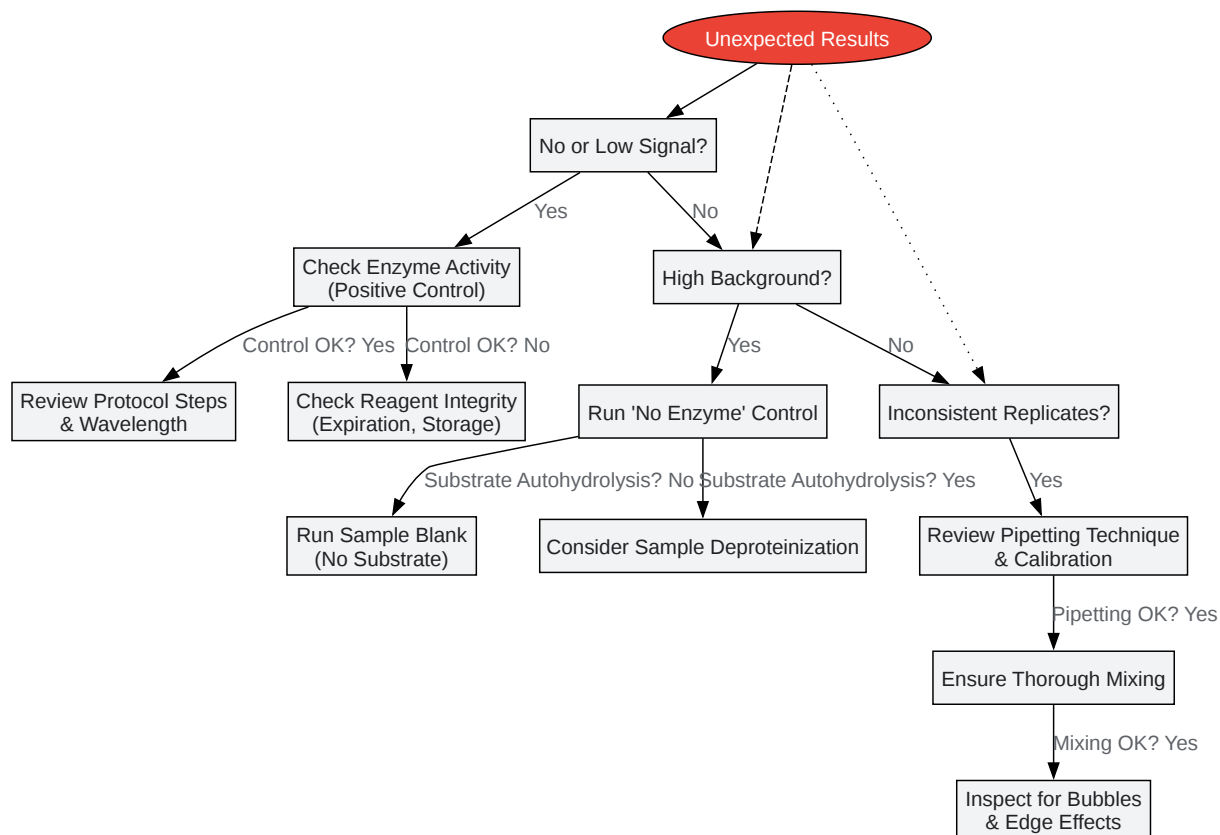 Unexpected Results
No or Low Signal?
Yes
No
Check Enzyme Activity
(Positive Control)
High Background?
Control OK? Yes
Control OK? No
Yes
No
Review Protocol Steps
& Wavelength
Check Reagent Integrity
(Expiration, Storage)
Run 'No Enzyme' Control
Inconsistent Replicates?
Substrate Autohydrolysis? No
Substrate Autohydrolysis? Yes
Yes
Run Sample Blank
(No Substrate)
Consider Sample Deproteinization
Review Pipetting Technique
& Calibration
Pipetting OK? Yes
Ensure Thorough Mixing
Mixing OK? Yes
Inspect for Bubbles
& Edge Effects